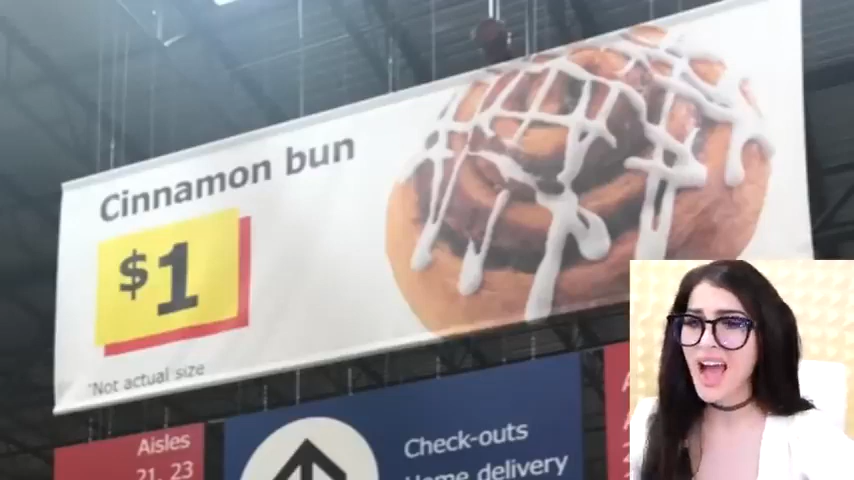 Cinnamon bun
$1
*Not actual size
Aisles
21, 23
Check-outs
Home delivery